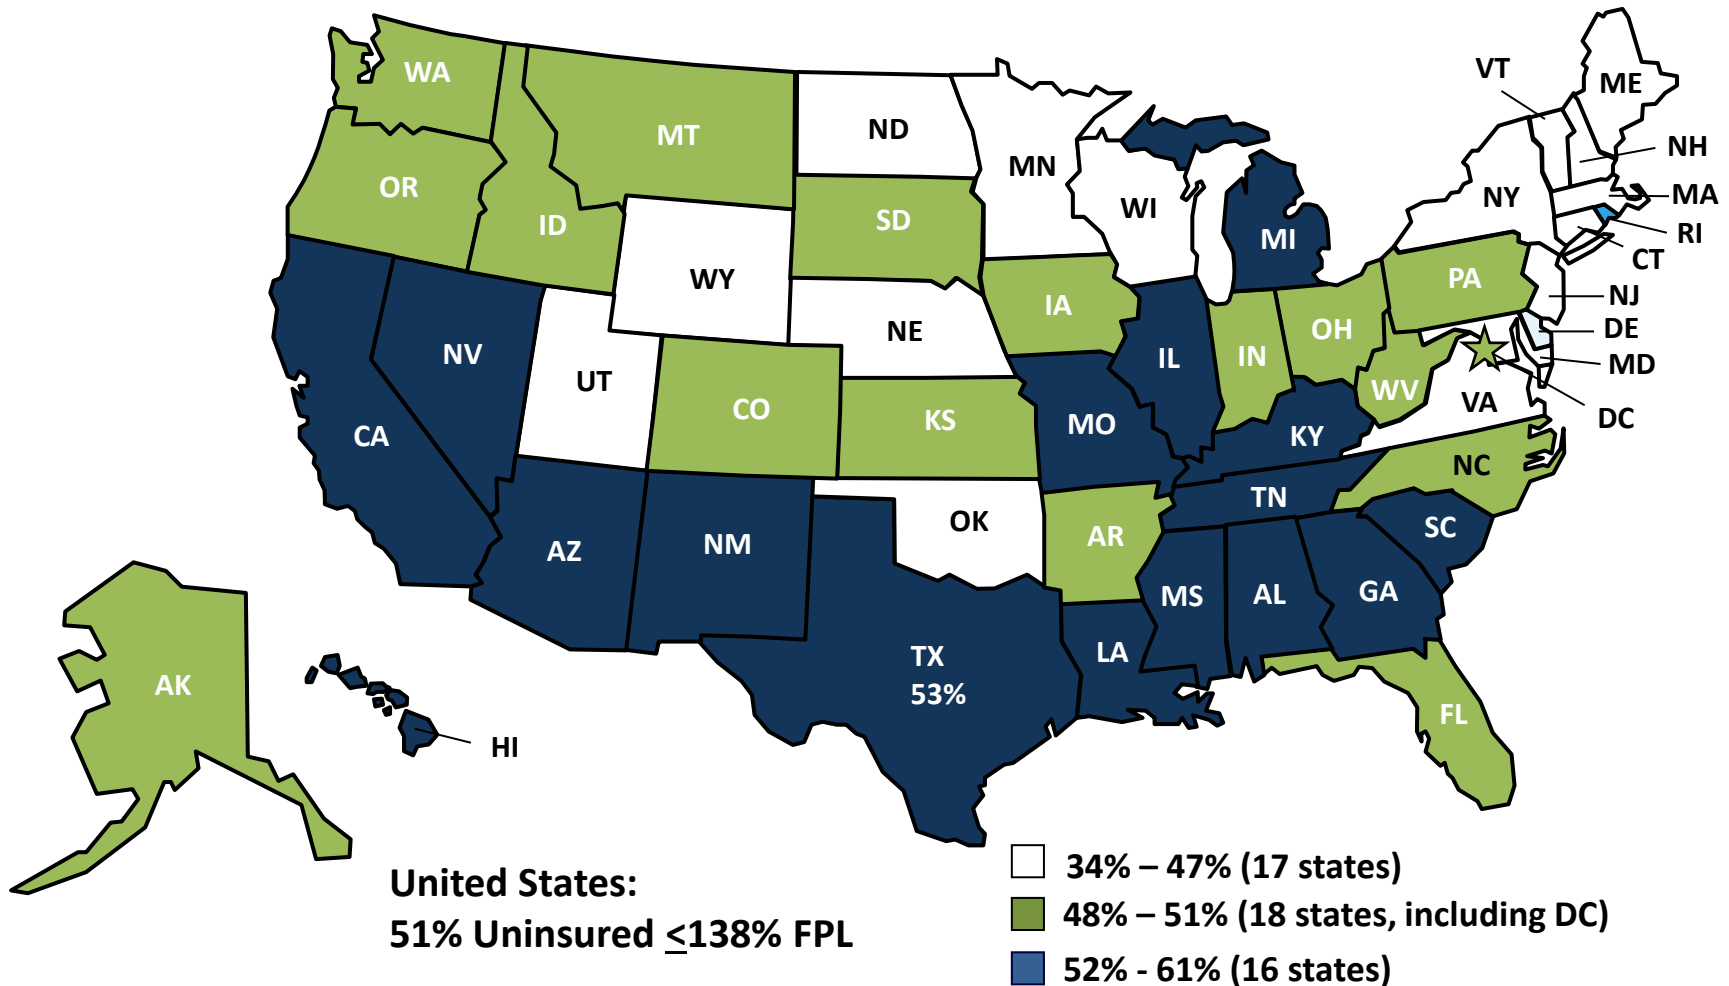 WA
MT
ND
MN
VT
ME
OR
ID
SD
WI
MI
NY
NH
MA
RI
CT
WY
IA
PA
NJ
NE
OH
DE
NV
UT
CO
KS
IL
IN
WV
MD
VA
DC
CA
MO
KY
NC
AZ
NM
OK
AR
TN
SC
MS
AL
GA
TX
53%
LA
FL
AK
HI
United States:
51% Uninsured <138% FPL
34% – 47% (17 states)
48% – 51% (18 states, including DC)
52% - 61% (16 states)